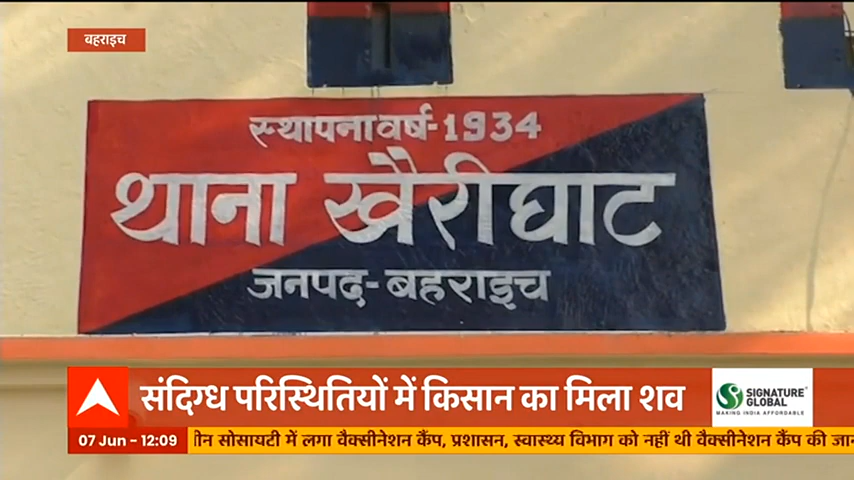 बहराइच
स्थापना वर्ष-1934
थाना खैरीघाट
जनपद-बहराइच
संदिग्ध परिस्थितियों में किसान का मिला शव
SIGNATURE
GLOBAL
MAKING INDIA AFFORDABLE
07 Jun - 12:09
सोसायटी में लगा वैक्सीनेशन कैंप, प्रशासन, स्वास्थ्य विभाग को नहीं थी वैक्सीनेशन कैंप की